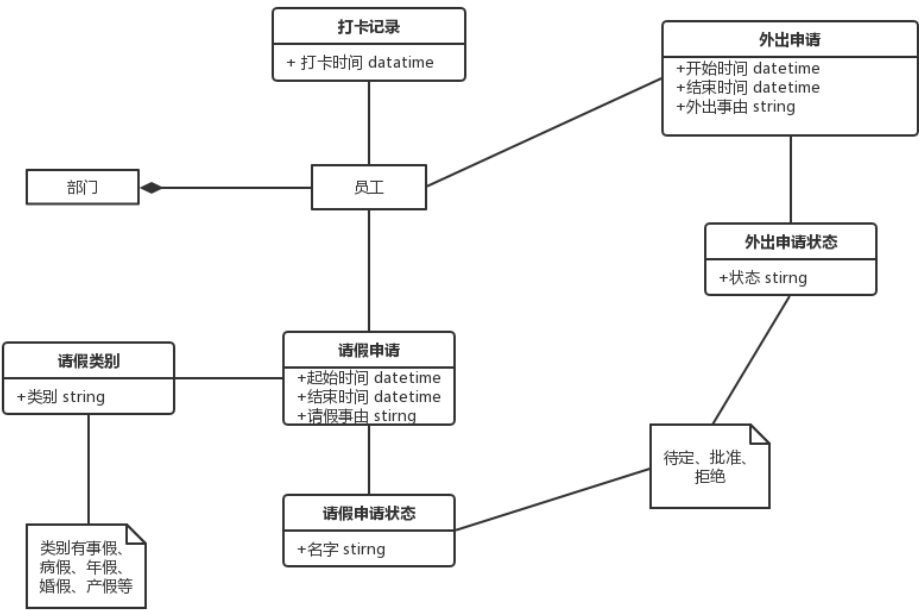 打卡记录
+ 打卡时间 datatime
外出申请
+开始时间 datetime
+结束时间 datetime
+外出事由 string
部门
员工
外出申请状态
+状态 stirng
请假类别
+类别 string
请假申请
+起始时间 datetime
+结束时间 datetime
+请假事由 stirng
待定、批准、
拒绝
请假申请状态
+名字 stirng
类别有事假、
病假、年假、
婚假、产假等